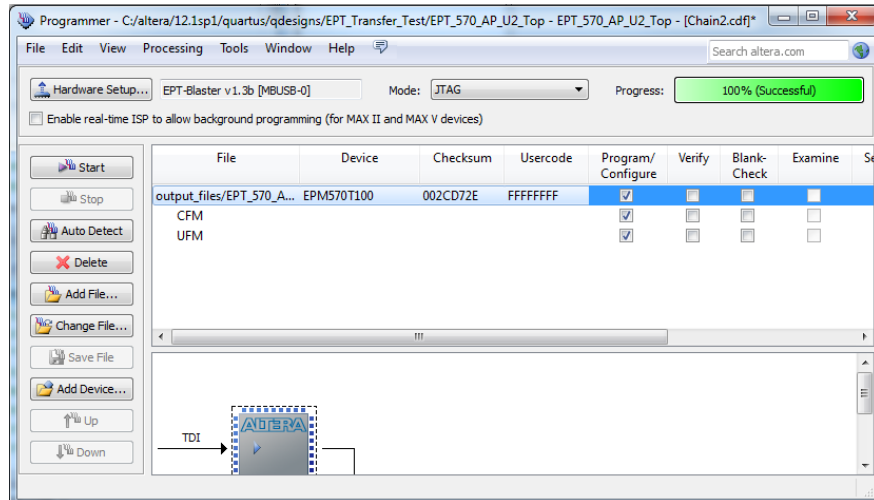 Programmer - C:/altera/12.1sp1/quartus/qdesigns/EPT_Transfer_Test/EPT_570_AP_U2_Top - EPT_570_AP_U2_Top - [Chain2.cdf]*
File Edit View Processing Tools Window Help
Search altera.com
Hardware Setup... EPT-Blaster v1.3b [MBUSB-0] Mode: JTAG Progress: 100% (Successful)
Enable real-time ISP to allow background programming (for MAX II and MAX V devices)
File Device Checksum Usercode Program/ Configure Verify Blank- Check Examine Se
Start
Stop
Auto Detect
Delete
Add File...
Change File...
Save File
Add Device...
Up
Down
output_files/EPT_570_A... EPM570T100 002CD72E FFFFFFFF
CFM
UFM
TDI
ALTERA